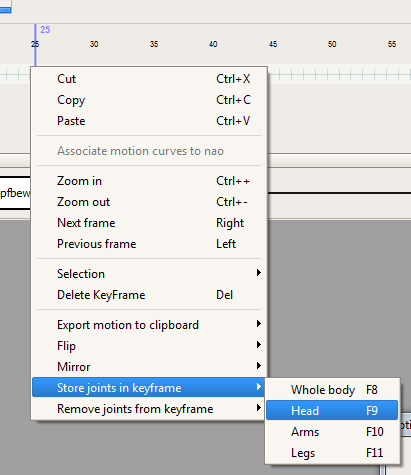 25
25 30 35 40 45 50 55
Cut Ctrl+X
Copy Ctrl+C
Paste Ctrl+V
Associate motion curves to nao
pfbew
Zoom in Ctrl++
Zoom out Ctrl+-
Next frame Right
Previous frame Left
Selection
Delete KeyFrame Del
Export motion to clipboard
Flip
Mirror
Store joints in keyframe
Remove joints from keyframe
Whole body F8
Head F9
Arms F10
Legs F11